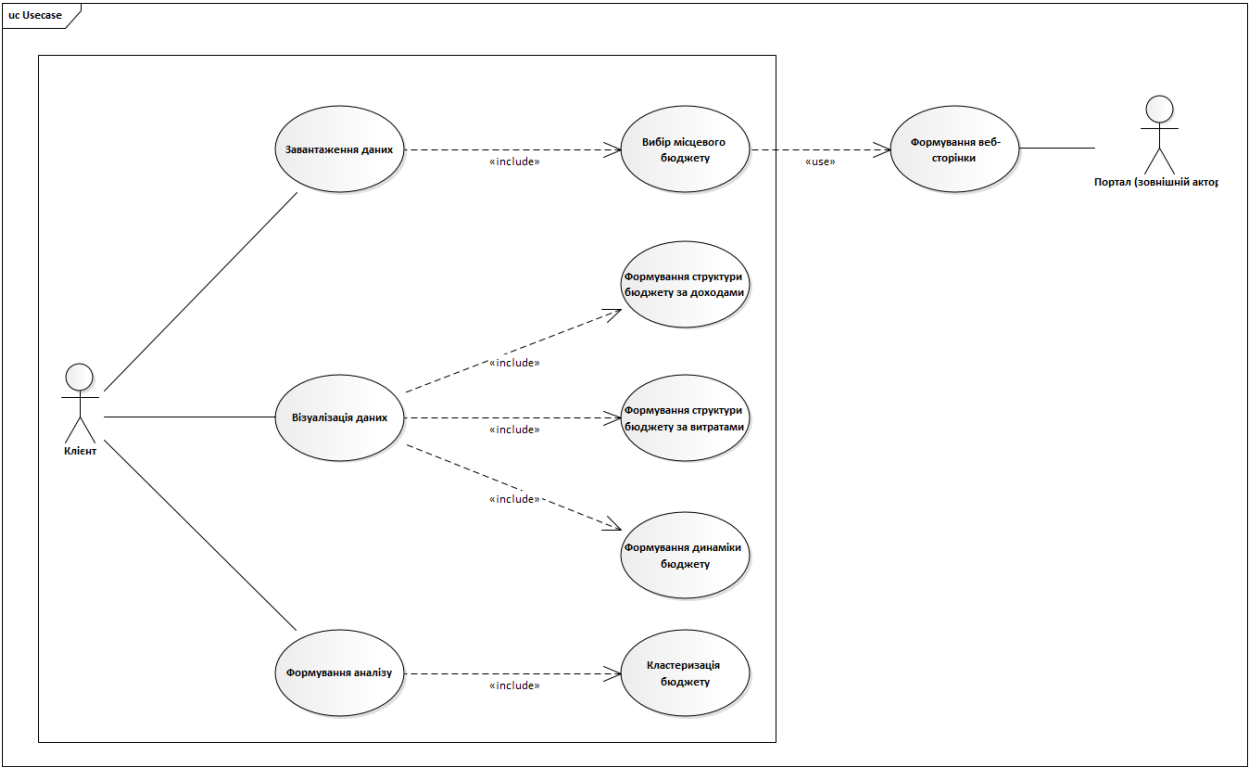 uc Usecase
Завантаження даних
«include»
Вибір місцевого
бюджету
«use»
Формування веб-
сторінки
Портал (зовнішній актор
Формування структури
бюджету за доходами
«include»
Клієнт
Візуалізація даних
«include»
Формування структури
бюджету за витратами
«include»
Формування динаміки
бюджету
Формування аналізу
«include»
Кластеризація
бюджету